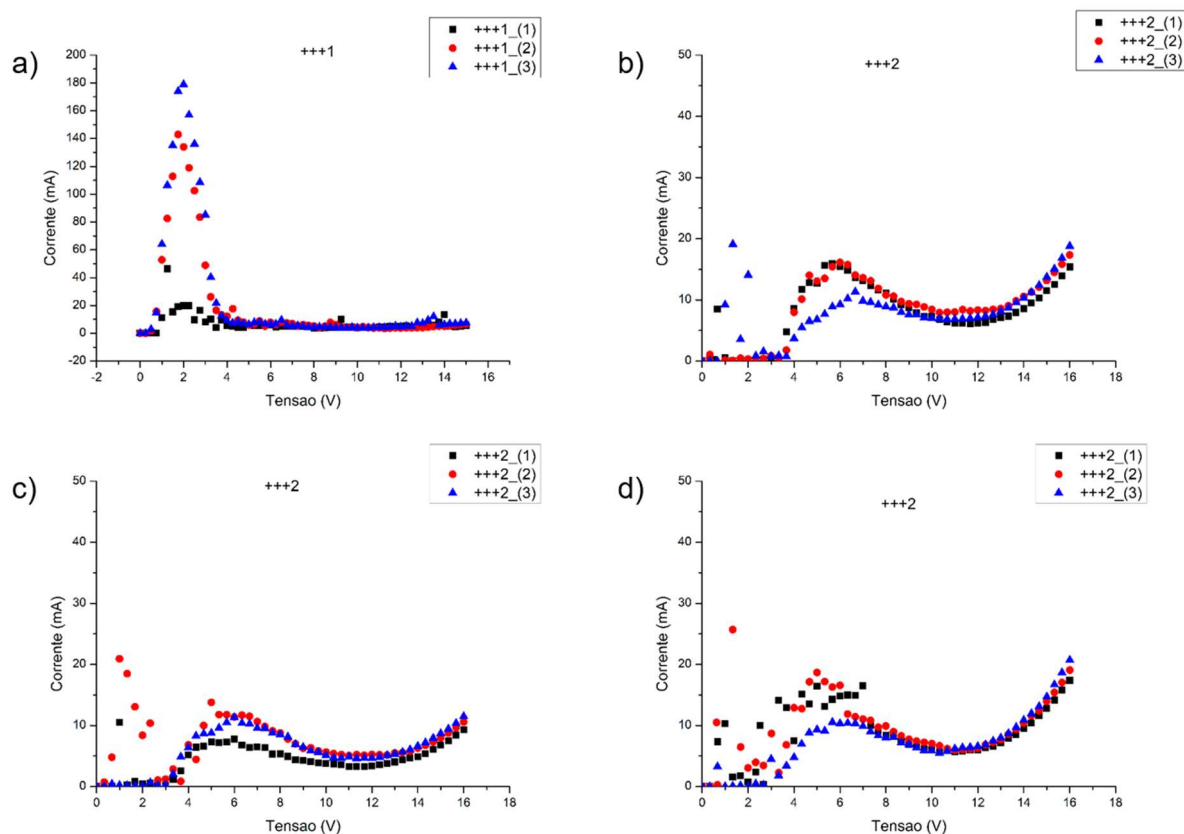 a)
+++1
+++1_(1)
+++1_(2)
+++1_(3)
200
180
160
140
120
100
80
60
40
20
0
-20
Corrente (mA)
-2 0 2 4 6 8 10 12 14 16
Tensao (V)
b)
+++2
+++2_(1)
+++2_(2)
+++2_(3)
50
40
30
20
10
0
Corrente (mA)
0 2 4 6 8 10 12 14 16 18
Tensao (V)
c)
+++2
+++2_(1)
+++2_(2)
+++2_(3)
50
40
30
20
10
0
Corrente (mA)
0 2 4 6 8 10 12 14 16 18
Tensao (V)
d)
+++2
+++2_(1)
+++2_(2)
+++2_(3)
50
40
30
20
10
0
Corrente (mA)
0 2 4 6 8 10 12 14 16 18
Tensao (V)